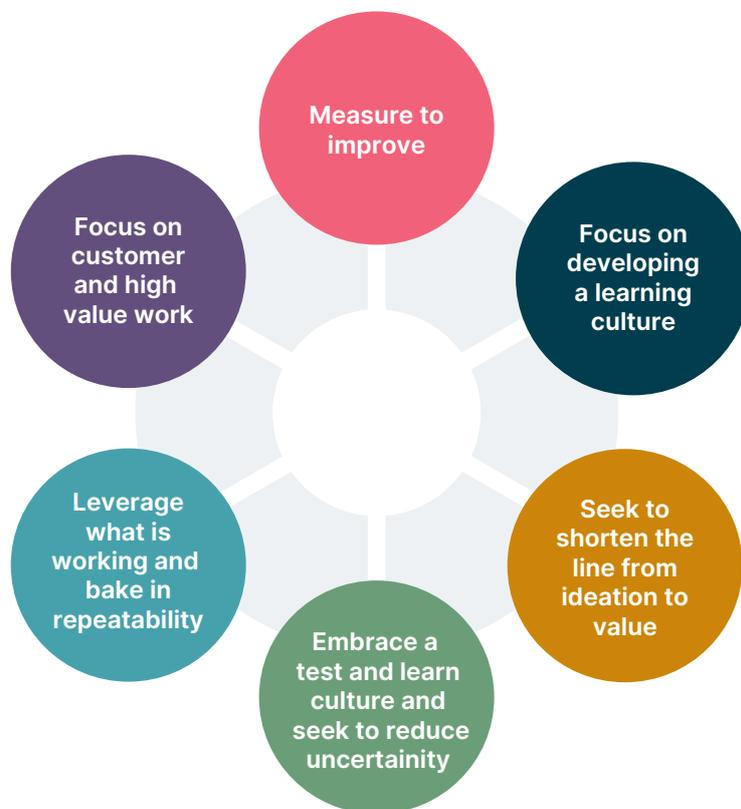 Measure to
improve
Focus on
developing
a learning
culture
Seek to
shorten the
line from
ideation to
value
Embrace a
test and learn
culture and
seek to reduce
uncertainity
Leverage
what is
working and
bake in
repeatability
Focus on
customer
and high
value work